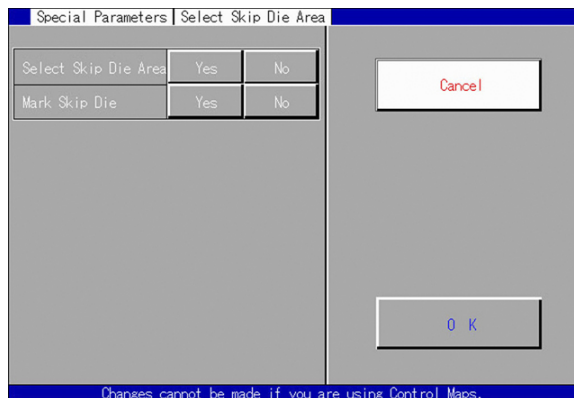 Special Parameters Select Skip Die Area
Select Skip Die Area Yes No
Mark Skip Die Yes No
Cancel
O K
Changes cannot be made if you are using Control Maps.